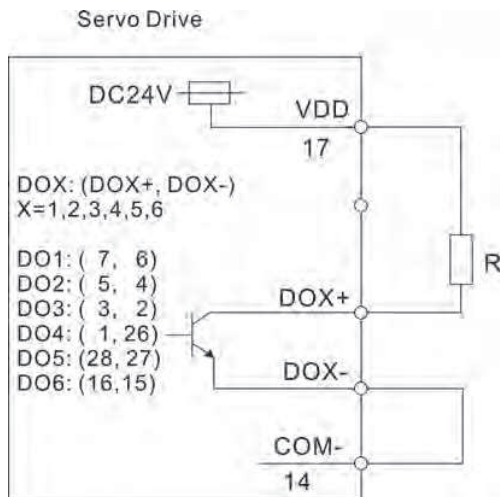 Servo Drive
DC24V
VDD
17
DOX: (DOX+, DOX-)
X=1,2,3,4,5,6
R
DO1: ( 7, 6)
DO2: ( 5, 4)
DOX+
DO3: ( 3, 2)
DO4: ( 1, 26)
DO5: (28, 27)
DOX-
DO6: (16,15)
COM-
14